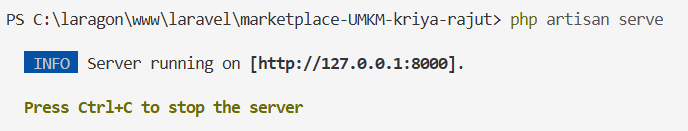 PS C:\laragon\www\laravel\marketplace-UMKM-kriya-rajut> php artisan serve
INFO Server running on [http://127.0.0.1:8000].
Press Ctrl+C to stop the server